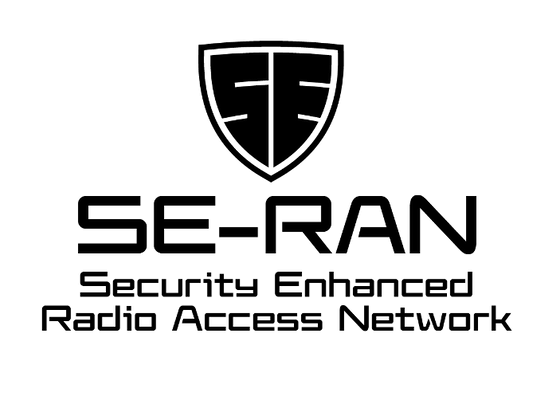 SE
SE-RAN
Security Enhanced
Radio Access Network